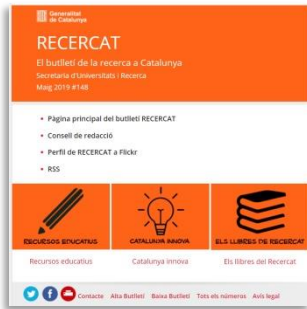 Generalitat
de Catalunya
RECERCAT
El butlletí de la recerca a Catalunya
Secretaria d'Universitats i Recerca
Maig 2019 #148
Pàgina principal del butlletí RECERCAT
Consell de redacció
Perfil de RECERCAT a Flickr
RSS
RECURSOS EDUCATIUS
CATALUNYA INNOVA
ELS LLIBRES DE RECERCAT
Recursos educatius
Catalunya innova
Els llibres del Recercat
Contacte Alta Butlletí Baixa Butlletí Tots els números Avís legal